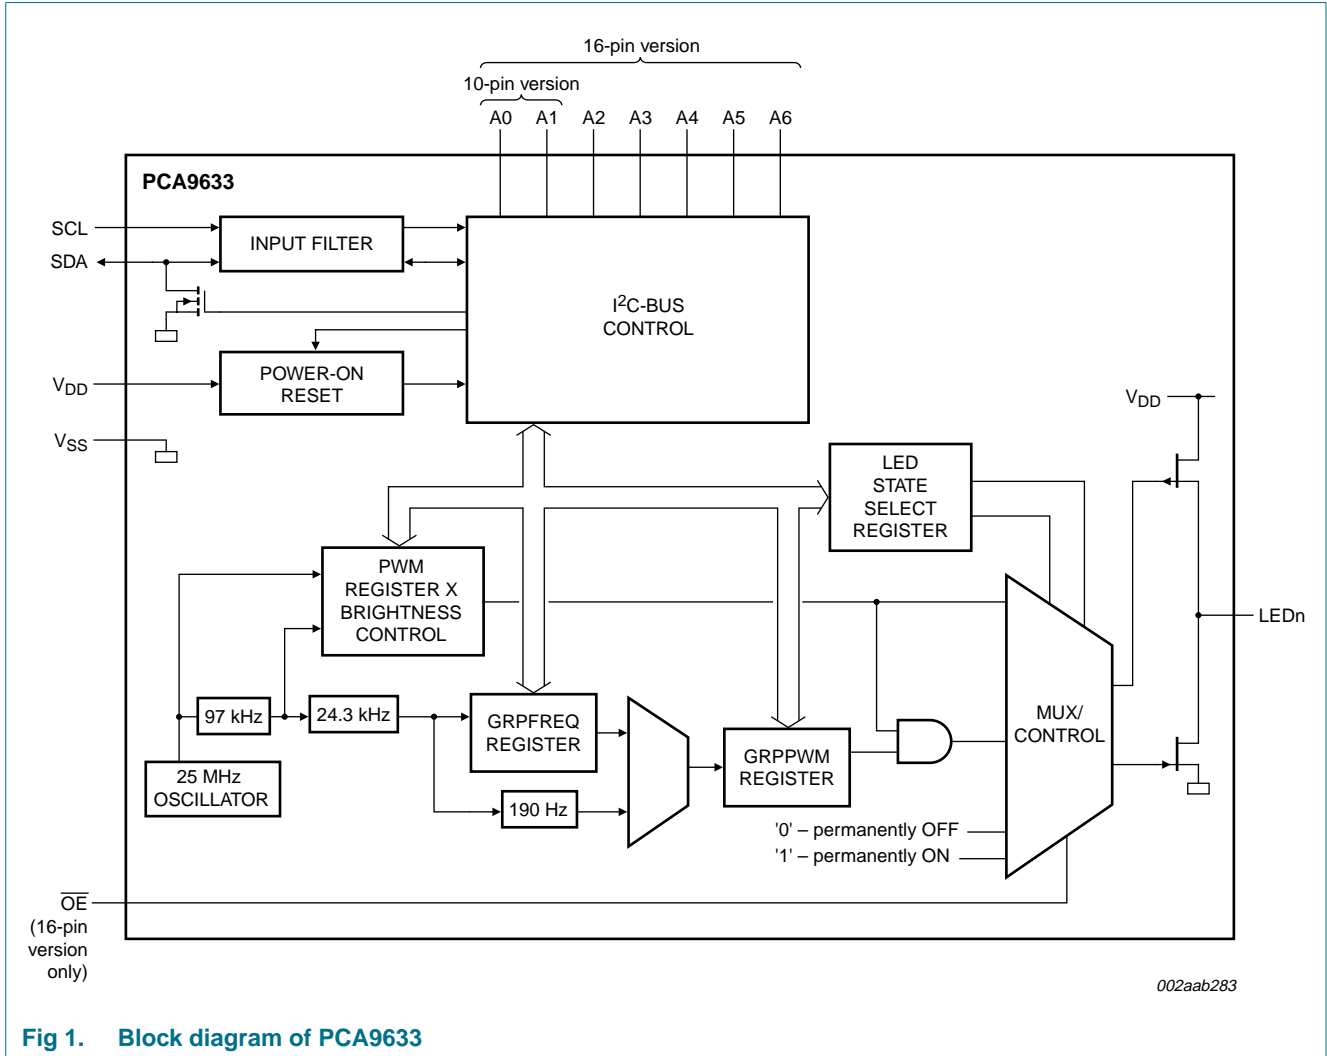 16-pin version
10-pin version
A0 A1 A2 A3 A4 A5 A6
PCA9633
SCL
SDA
INPUT FILTER
I2C-BUS
CONTROL
POWER-ON
RESET
VDD
VSS
VDD
LED
STATE
SELECT
REGISTER
PWM
REGISTER X
BRIGHTNESS
CONTROL
LEDn
97 kHz
24.3 kHz
GRPFREQ
REGISTER
MUX/
CONTROL
25 MHz
OSCILLATOR
190 Hz
GRPPWM
REGISTER
'0' – permanently OFF
'1' – permanently ON
OE
(16-pin
version
only)
002aab283
Fig 1. Block diagram of PCA9633